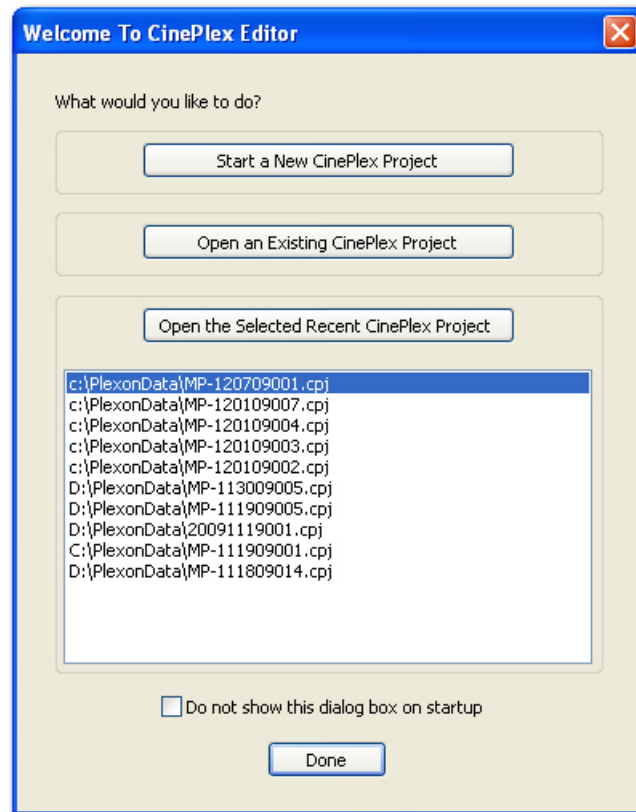 Welcome To CinePlex Editor
What would you like to do?
Start a New CinePlex Project
Open an Existing CinePlex Project
Open the Selected Recent CinePlex Project
c:\PlexonData\MP-120709001.cpj
c:\PlexonData\MP-120109007.cpj
c:\PlexonData\MP-120109004.cpj
c:\PlexonData\MP-120109003.cpj
c:\PlexonData\MP-120109002.cpj
D:\PlexonData\MP-113009005.cpj
D:\PlexonData\MP-111909005.cpj
D:\PlexonData\20091119001.cpj
C:\PlexonData\MP-111909001.cpj
D:\PlexonData\MP-111809014.cpj
Do not show this dialog box on startup
Done